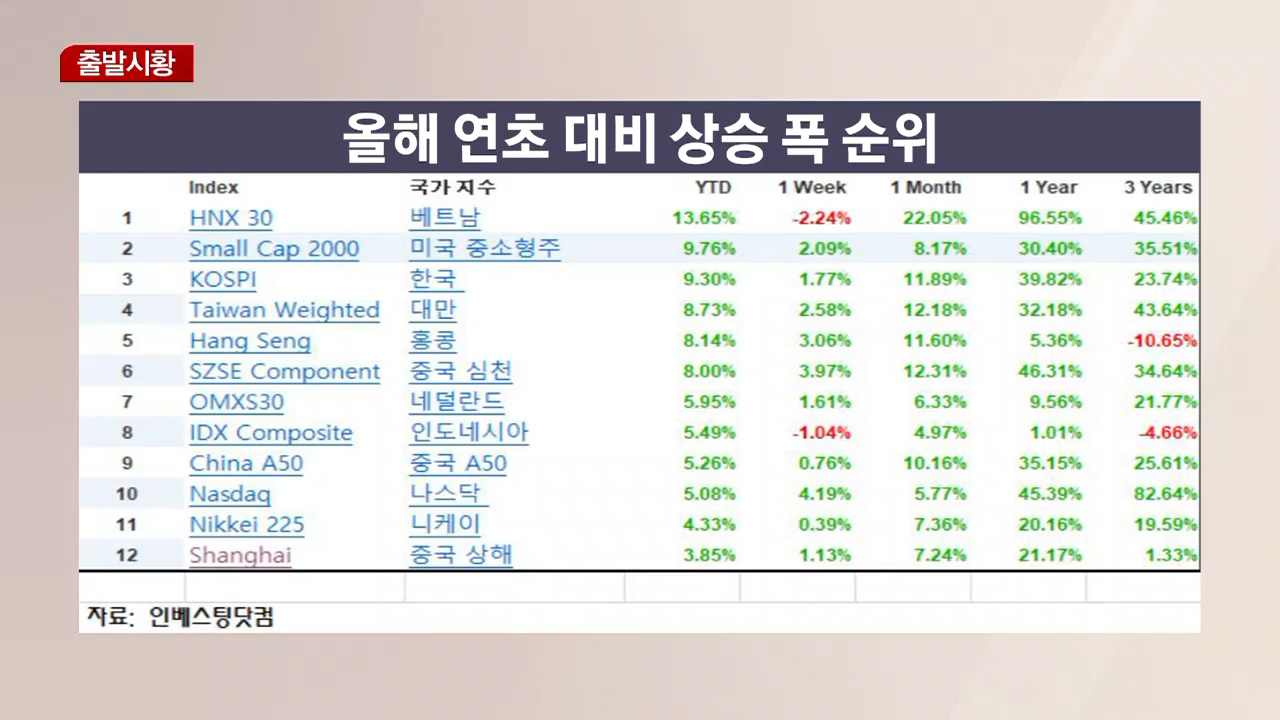 출발시황
올해 연초 대비 상승 폭 순위
Index 국가 지수 YTD 1 Week 1 Month 1 Year 3 Years
1 HNX 30 베트남 13.65% -2.24% 22.05% 96.55% 45.46%
2 Small Cap 2000 미국 중소형주 9.76% 2.09% 8.17% 30.40% 35.51%
3 KOSPI 한국 9.30% 1.77% 11.89% 39.82% 23.74%
4 Taiwan Weighted 대만 8.73% 2.58% 12.18% 32.18% 43.64%
5 Hang Seng 홍콩 8.14% 3.06% 11.60% 5.36% -10.65%
6 SZSE Component 중국 심천 8.00% 3.97% 12.31% 46.31% 34.64%
7 OMXS30 네덜란드 5.95% 1.61% 6.33% 9.56% 21.77%
8 IDX Composite 인도네시아 5.49% -1.04% 4.97% 1.01% -4.66%
9 China A50 중국 A50 5.26% 0.76% 10.16% 35.15% 25.61%
10 Nasdaq 나스닥 5.08% 4.19% 5.77% 45.39% 82.64%
11 Nikkei 225 니케이 4.33% 0.39% 7.36% 20.16% 19.59%
12 Shanghai 중국 상해 3.85% 1.13% 7.24% 21.17% 1.33%
자료: 인베스팅닷컴